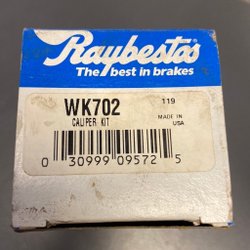 Raybestos
The best in brakes
WK702
119
CALIPER KIT
MADE IN
USA
0 30999 09572 5